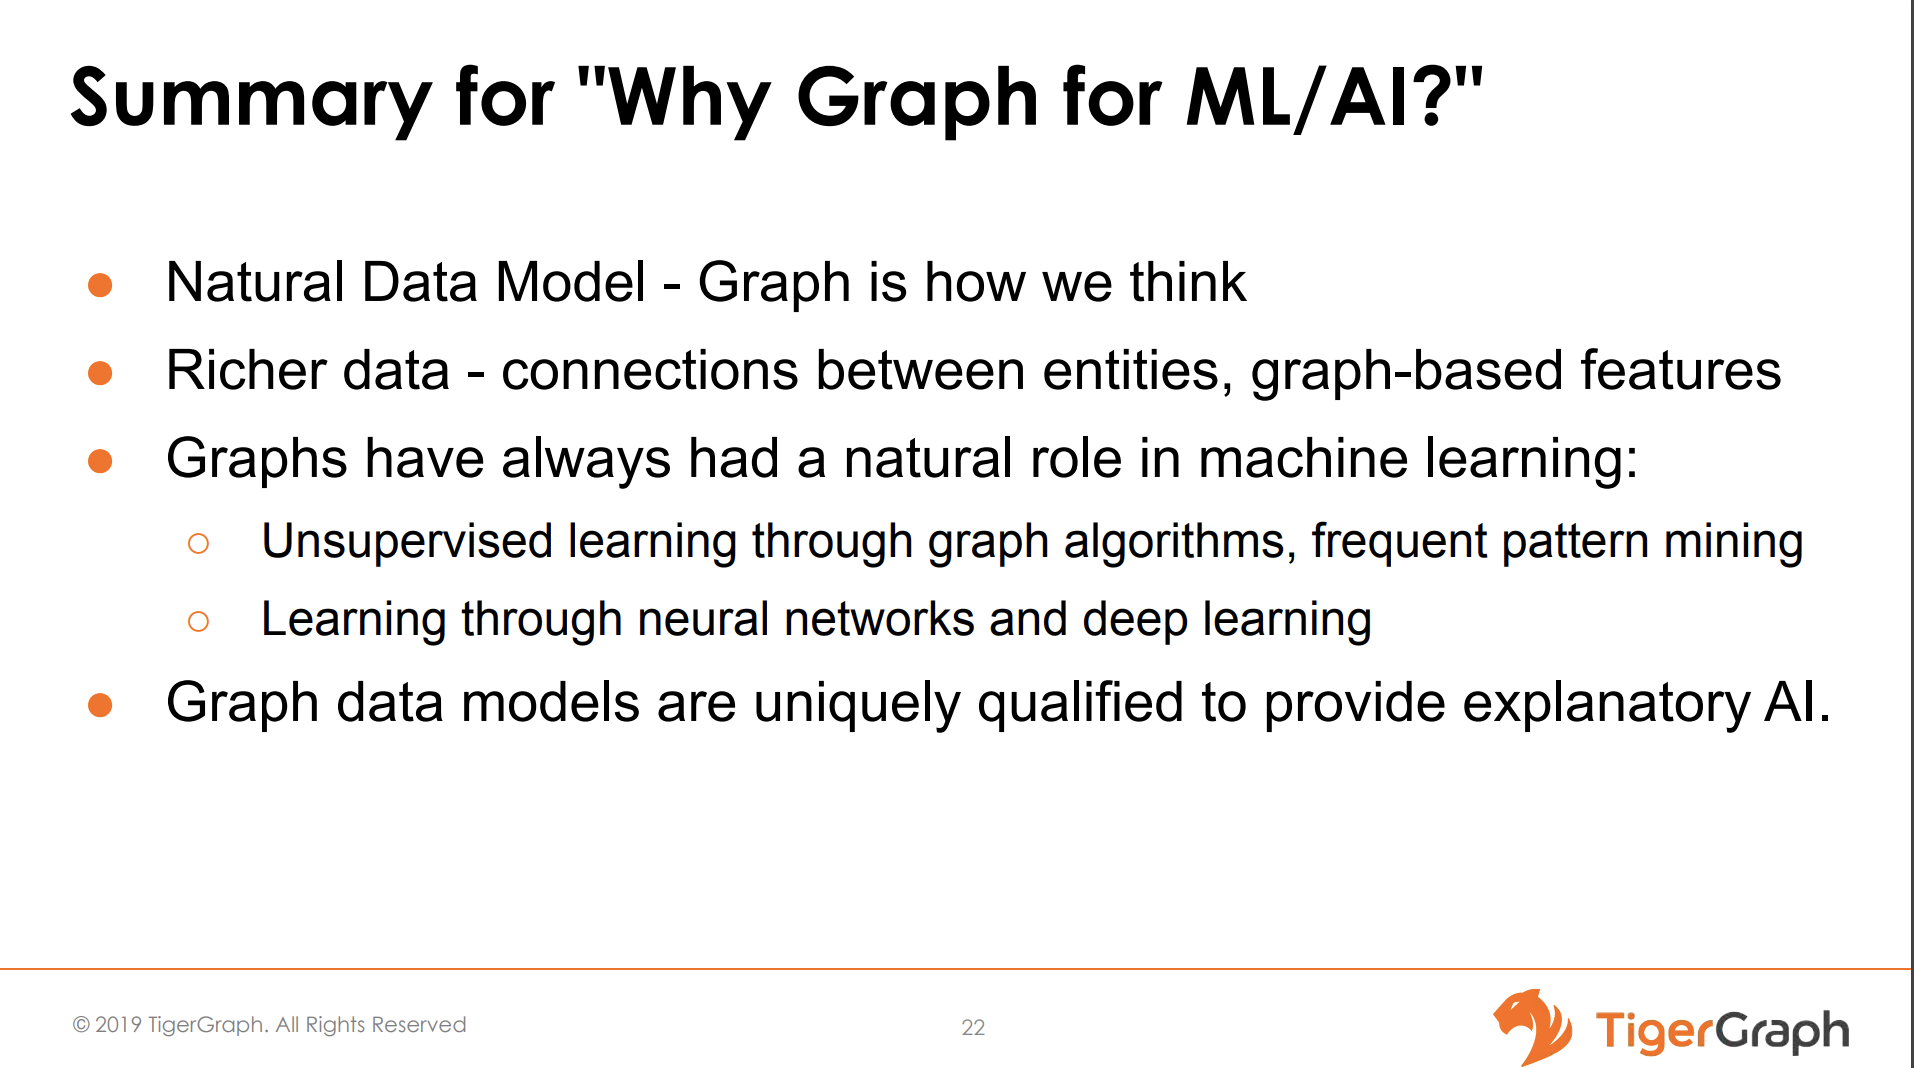 Summary for "Why Graph for ML/AI?"
● Natural Data Model - Graph is how we think
● Richer data - connections between entities, graph-based features
● Graphs have always had a natural role in machine learning:
○ Unsupervised learning through graph algorithms, frequent pattern mining
○ Learning through neural networks and deep learning
● Graph data models are uniquely qualified to provide explanatory AI.
© 2019 TigerGraph. All Rights Reserved
22
TigerGraph